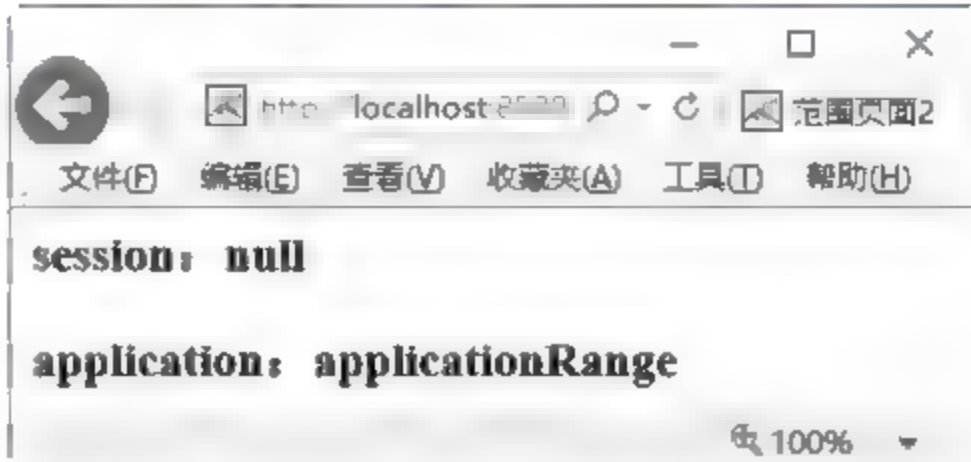 localhost 范围页面2
文件(F) 编辑(E) 查看(V) 收藏夹(A) 工具(T) 帮助(H)
session：null
application：applicationRange
100%